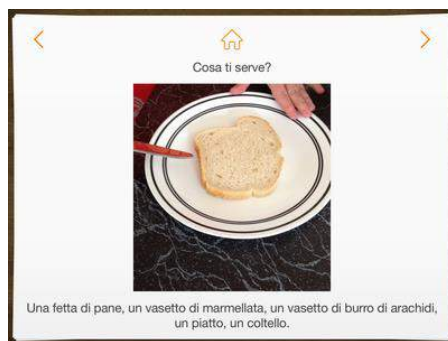 Cosa ti serve?
Una fetta di pane, un vasetto di marmellata, un vasetto di burro di arachidi,
un piatto, un coltello.